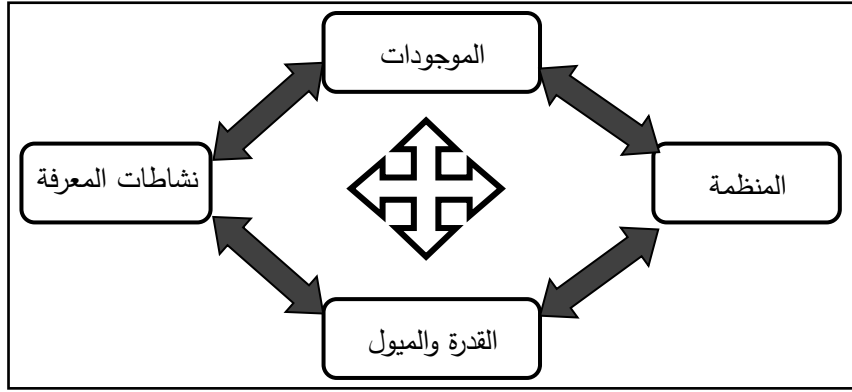 الموجودات
المنظمة
نشاطات المعرفة
القدرة والميول